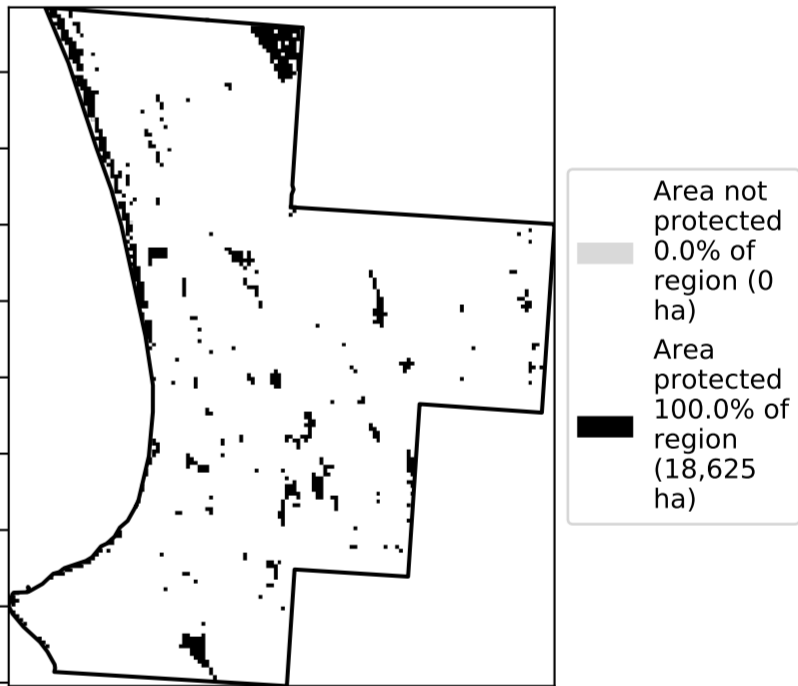 Area not
protected
0.0% of
region (0
ha)
Area
protected
100.0% of
region
(18,625
ha)